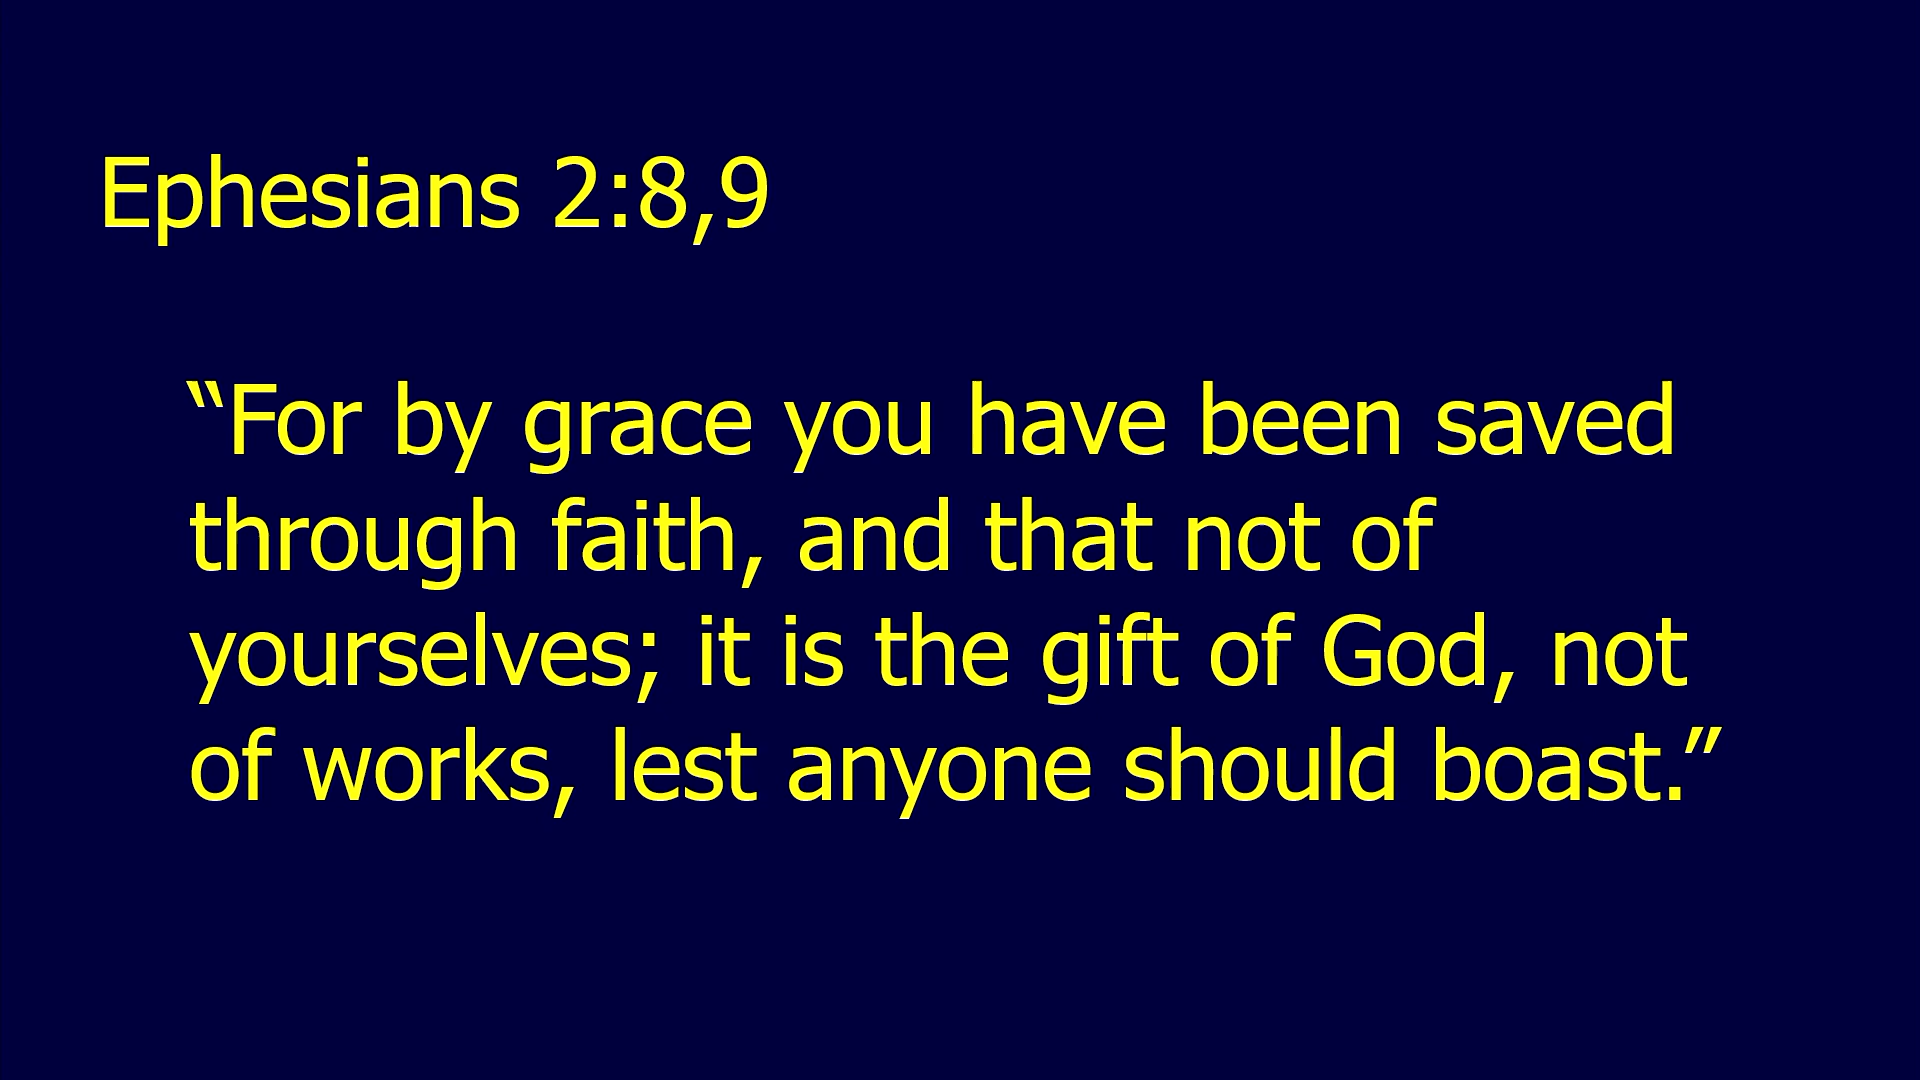 Ephesians 2:8,9
“For by grace you have been saved
through faith, and that not of
yourselves; it is the gift of God, not
of works, lest anyone should boast.”